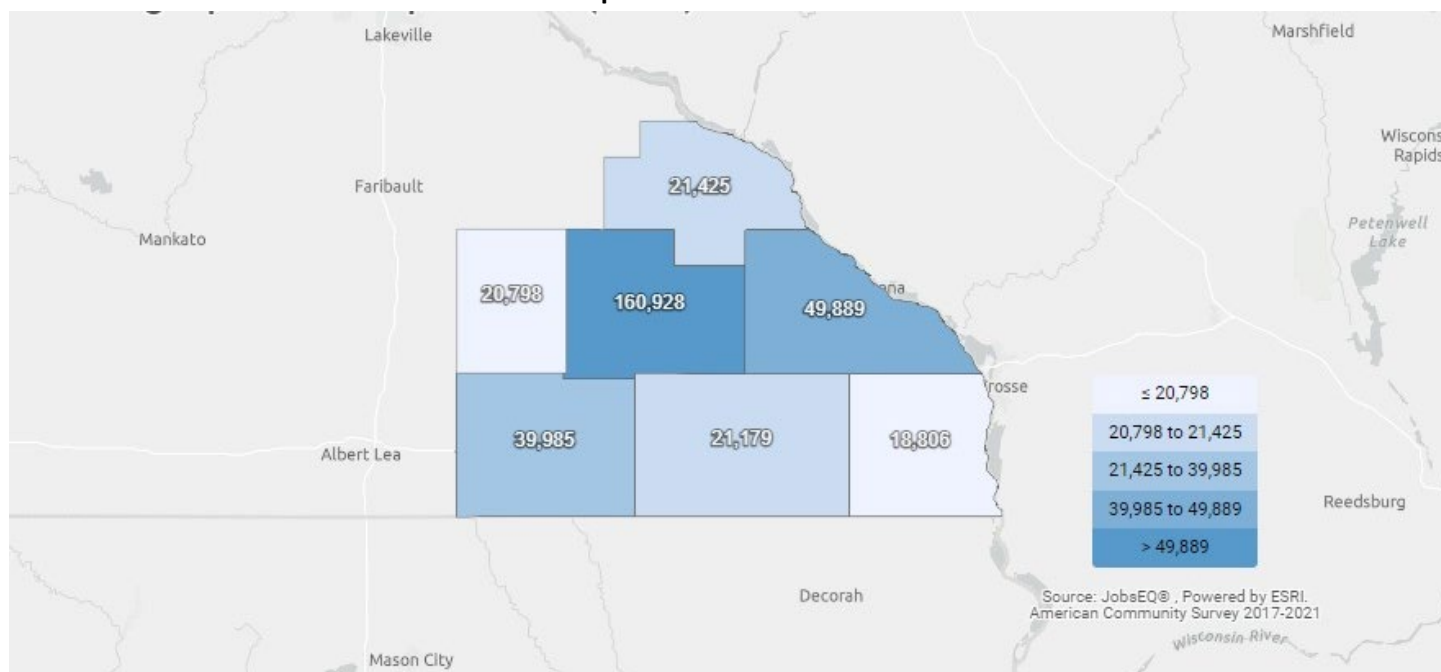 Lakeville
Marshfield
Wiscons
Rapids
Faribault
21,425
Mankato
Petenwell
Lake
20,798
160,928
49,889
ona
rosse
≤ 20,798
20,798 to 21,425
21,425 to 39,985
39,985 to 49,889
> 49,889
39,985
21,179
18,806
Albert Lea
Reedsburg
Decorah
Source: JobsEQ® , Powered by ESRI.
American Community Survey 2017-2021
Wisconsin River
Mason City